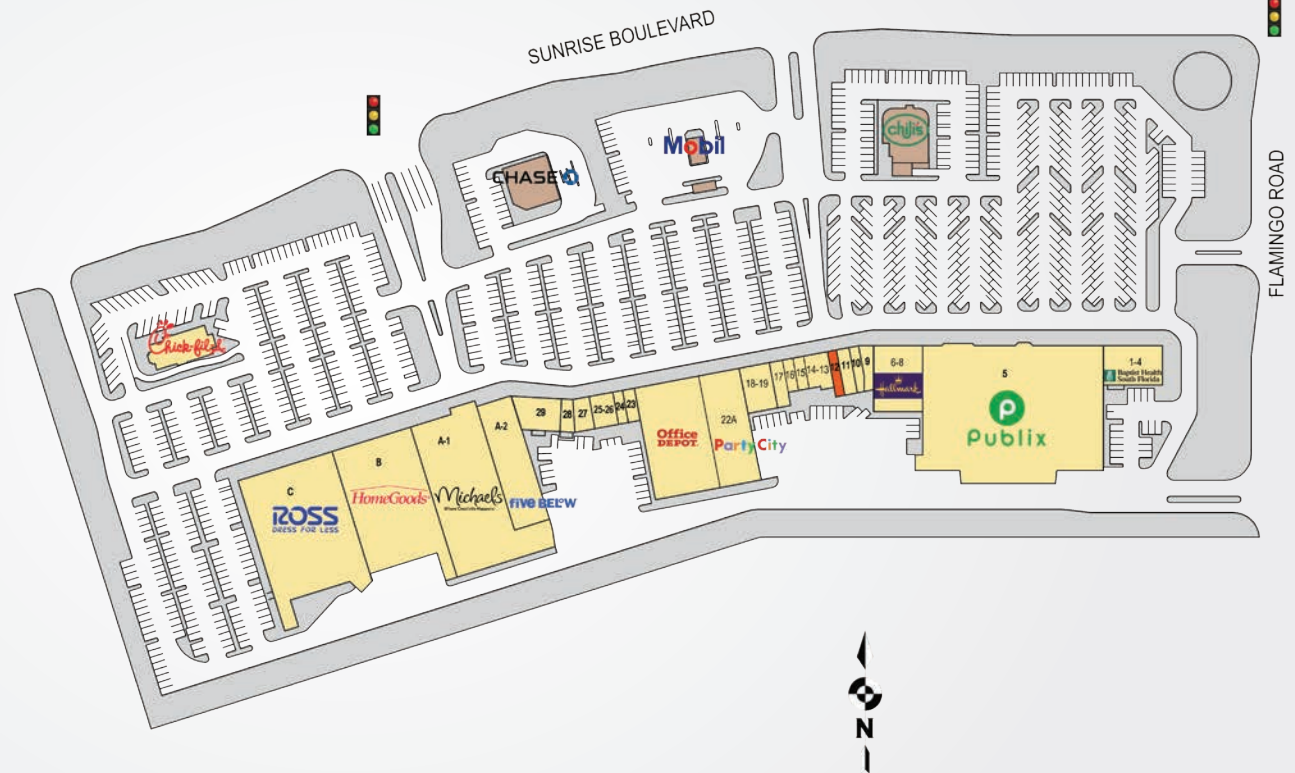 SUNRISE BOULEVARD
FLAMINGO ROAD
chili's
Mobil
CHASE
Chick-fil-A
1-4
Baptist Health
South Florida
5
Publix
6-8
Hallmark
9
10
11
12
14-13
15
16
17
18-19
22A
Party City
Office
DEPOT
23
24
25-26
27
28
29
A-2
five BELOW
A-1
Michaels
B
HomeGoods
C
ROSS
DRESS FOR LESS
N